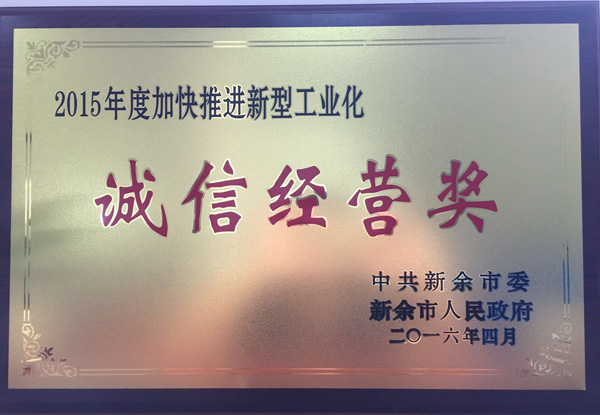 2015年度加快推进新型工业化
诚信经营奖
中共新余市委
新余市人民政府
二〇一六年四月